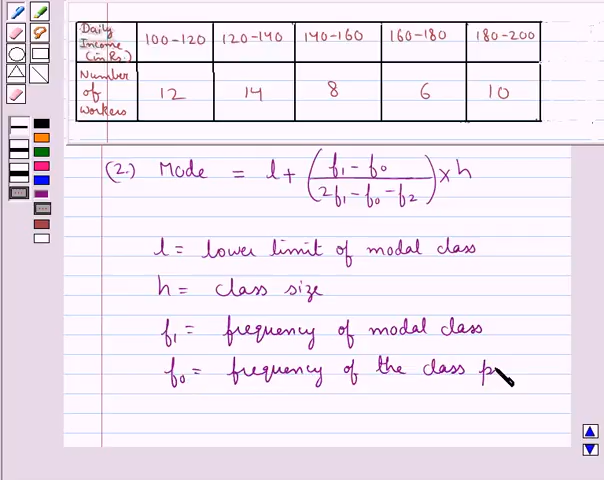 Daily Income (in Rs.) 100-120 120-140 140-160 160-180 180-200
Number of workers 12 14 8 6 10
(2.) Mode = l + (f₁ - f₀ / 2f₁ - f₀ - f₂) × h
l = lower limit of modal class
h = class size
f₁ = frequency of modal class
f₀ = frequency of the class p